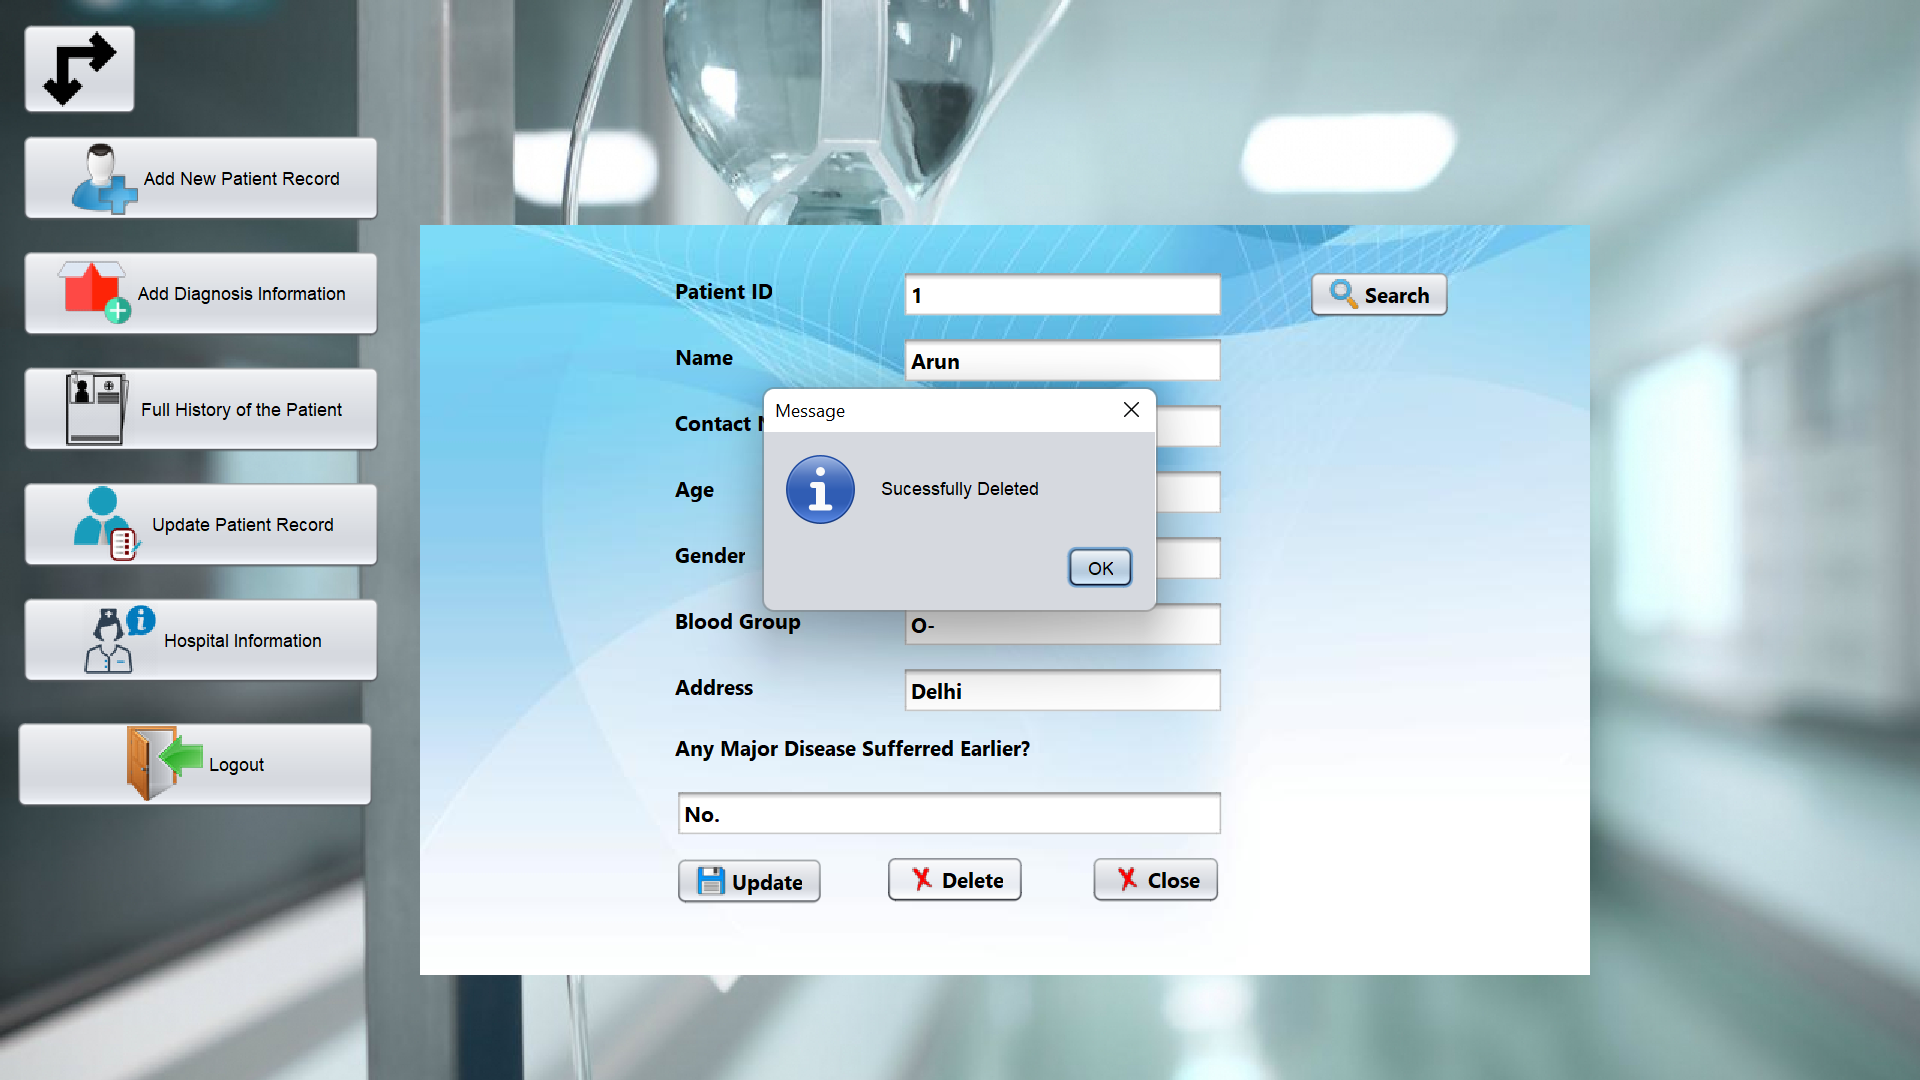 Add New Patient Record
Add Diagnosis Information
Full History of the Patient
Update Patient Record
Hospital Information
Logout
Patient ID
1
Search
Name
Arun
Contact
Message
Sucessfully Deleted
OK
Age
Gender
Blood Group
O-
Address
Delhi
Any Major Disease Sufferred Earlier?
No.
Update
Delete
Close